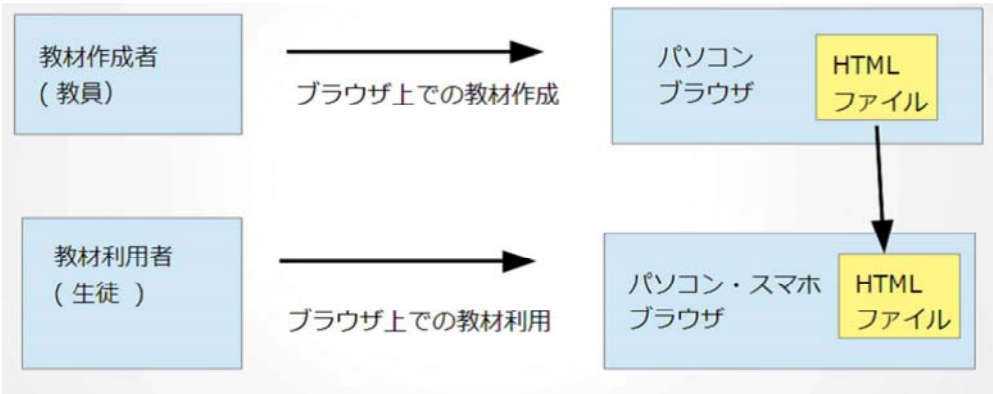 教材作成者
( 教員）
ブラウザ上での教材作成
パソコン
ブラウザ
HTML
ファイル
教材利用者
( 生徒 ）
ブラウザ上での教材利用
パソコン・スマホ
ブラウザ
HTML
ファイル